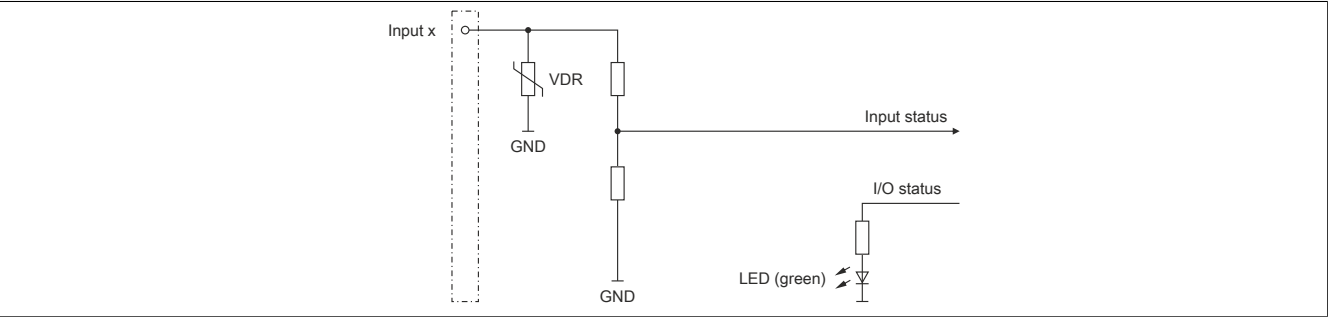 Input x
VDR
Input status
GND
I/O status
LED (green)
GND